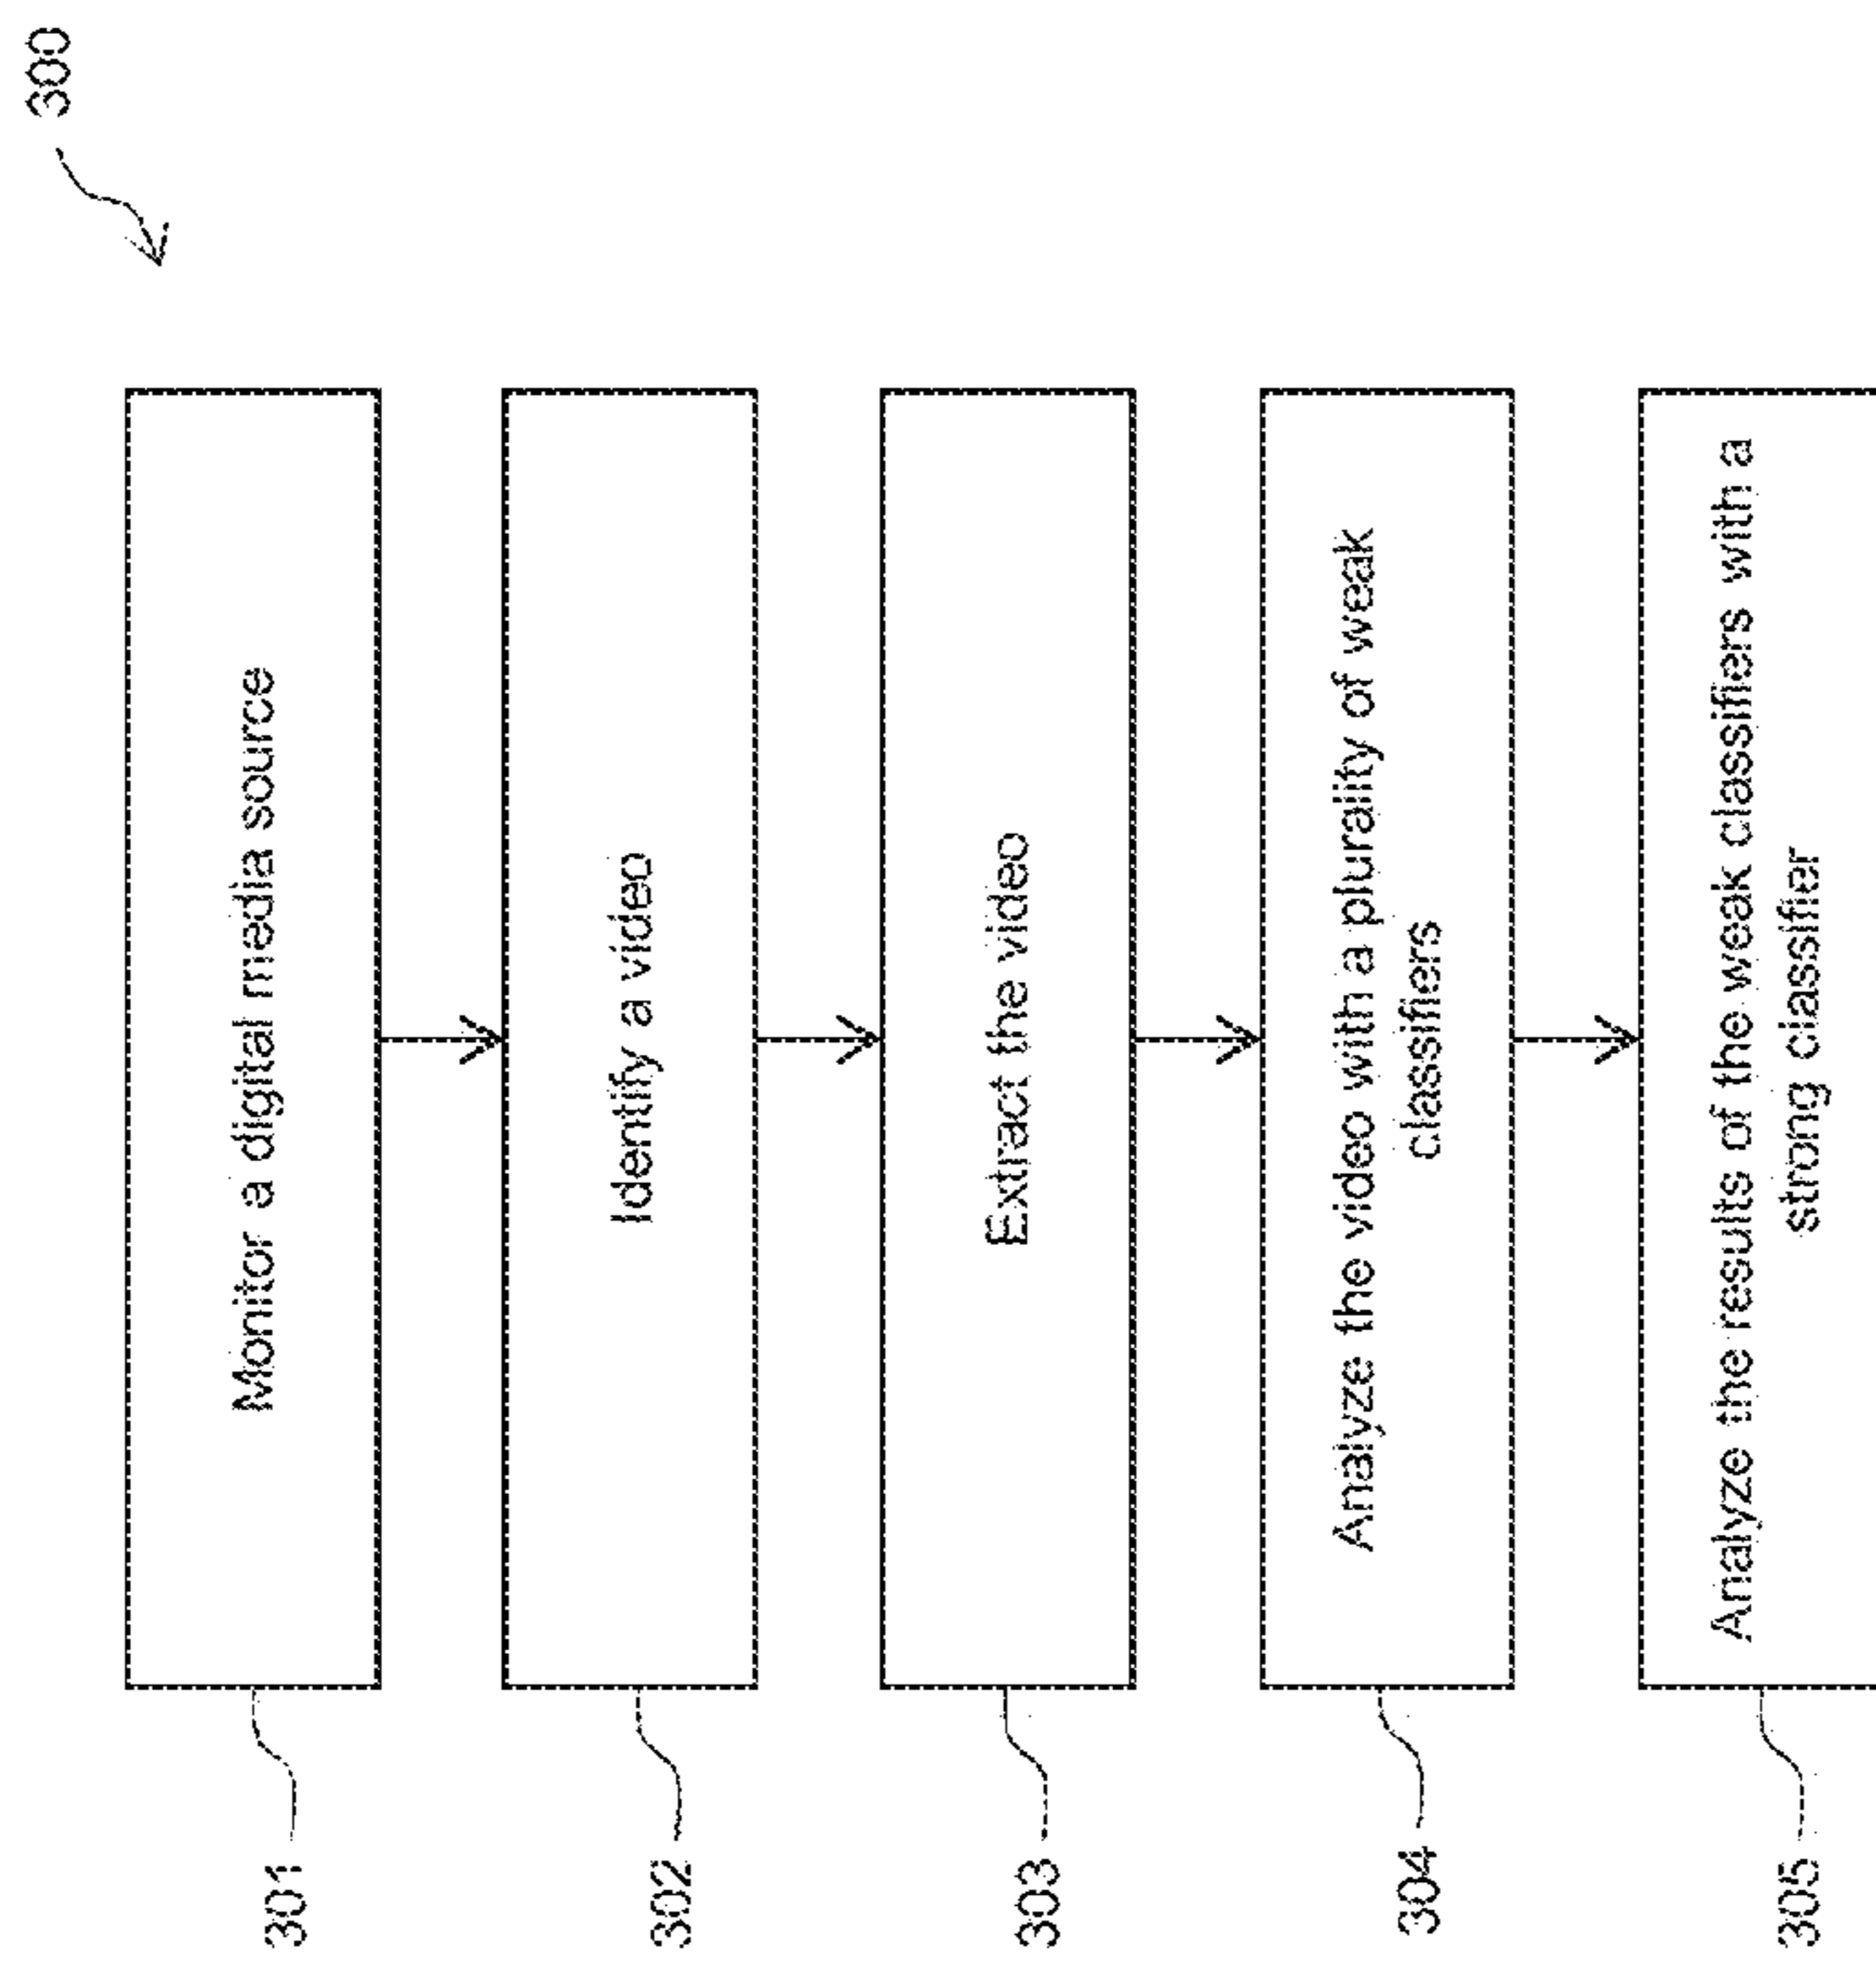 300
301
Monitor a digital media source
302
Identify a video
303
Extract the video
304
Analyze the video with a plurality of weak
classifiers
305
Analyze the results of the weak classifiers with a
strong classifier